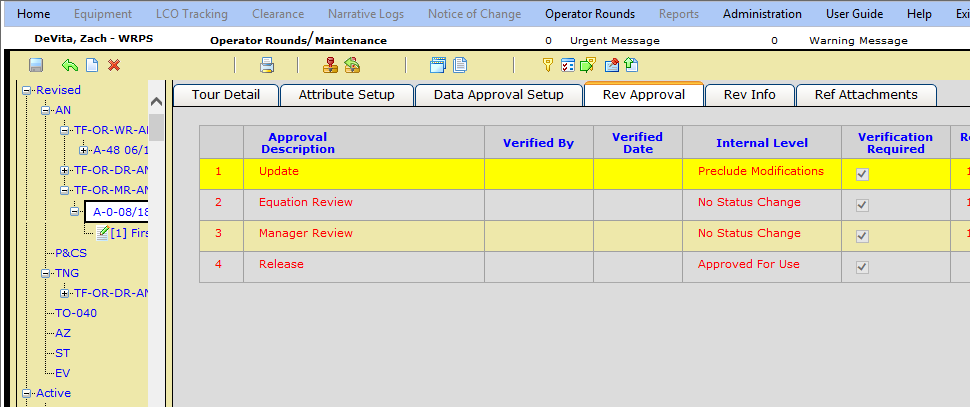 Home Equipment LCO Tracking Clearance Narrative Logs Notice of Change Operator Rounds Reports Administration User Guide Help Exi
DeVita, Zach - WRPS Operator Rounds/Maintenance 0 Urgent Message 0 Warning Message
Revised
AN
TF-OR-WR-A
A-48 06/1
TF-OR-DR-AN
TF-OR-MR-AN
A-0-08/18
[1] Firs
P&CS
TNG
TF-OR-DR-AN
TO-040
AZ
ST
EV
Active
Tour Detail Attribute Setup Data Approval Setup Rev Approval Rev Info Ref Attachments
Approval Description Verified By Verified Date Internal Level Verification Required Re
1 Update Preclude Modifications 1
2 Equation Review No Status Change 1
3 Manager Review No Status Change 1
4 Release Approved For Use